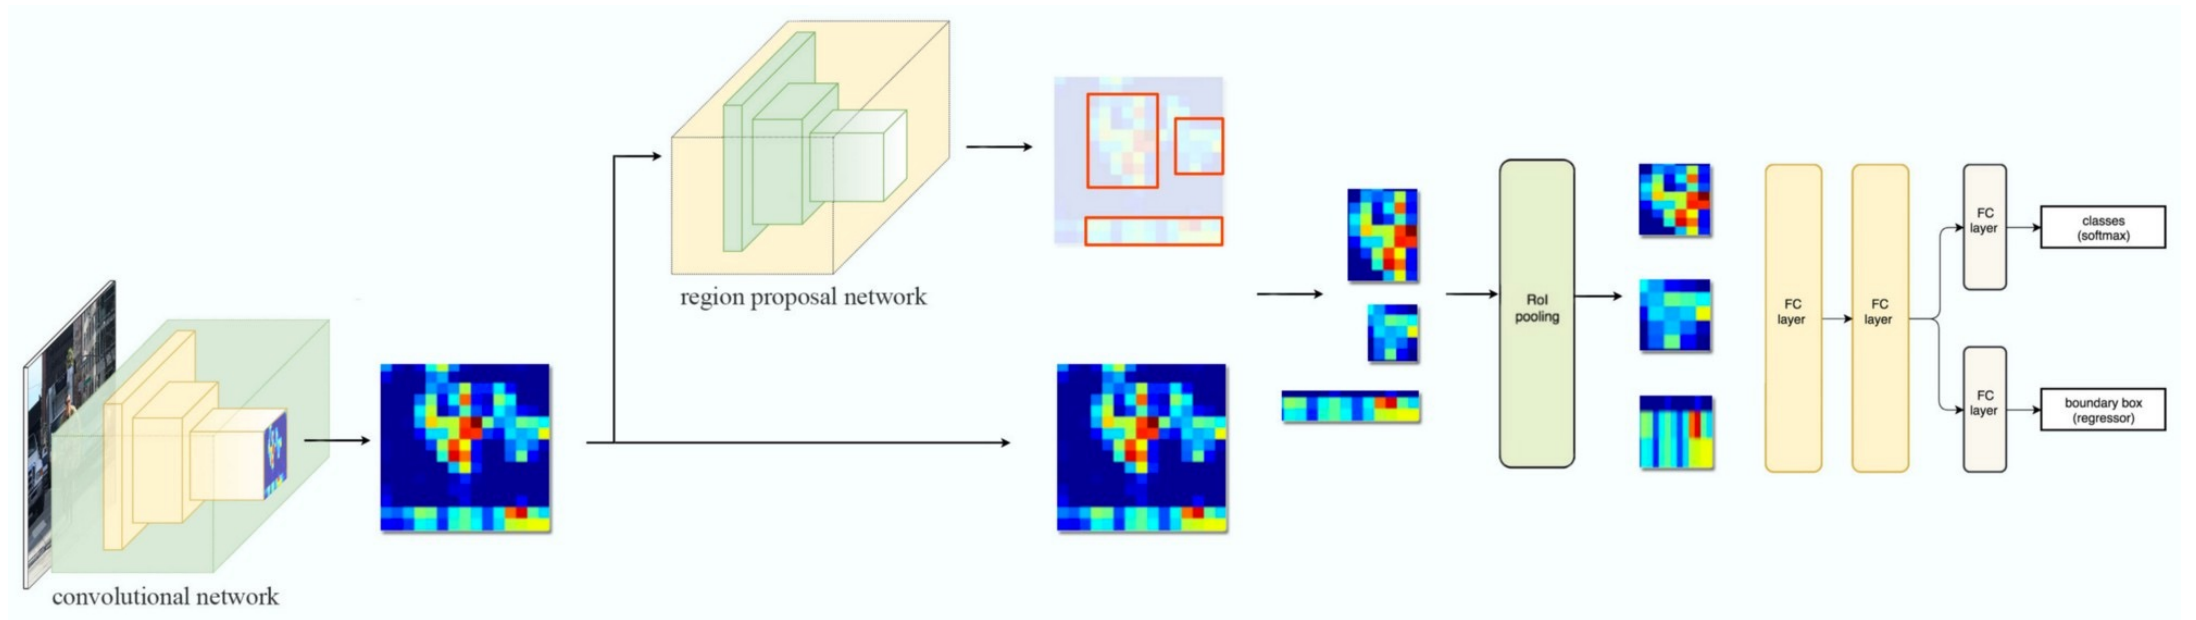 convolutional network
region proposal network
RoI
pooling
FC
layer
FC
layer
FC
layer
classes
(softmax)
FC
layer
boundary box
(regressor)